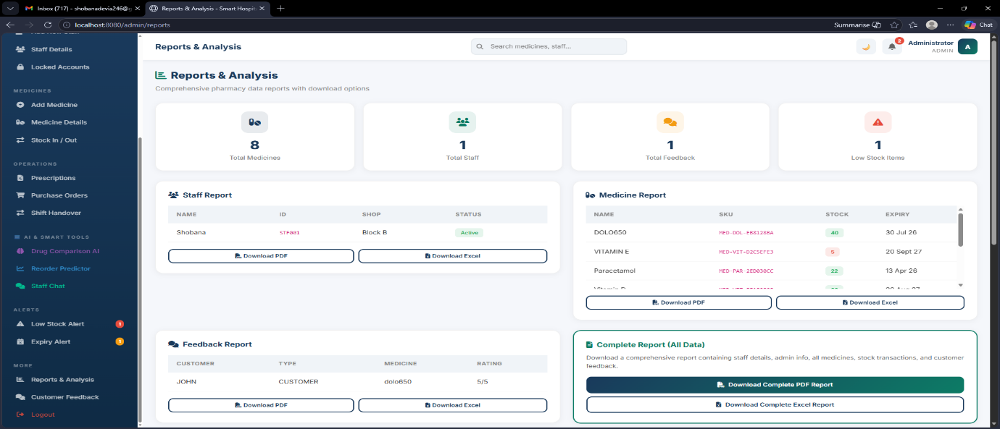 Inbox (717) - shobanadevia246@g
Reports & Analysis - Smart Hospit
localhost:8080/admin/reports
Summarise
Chat
Staff Details
Locked Accounts
MEDICINES
Add Medicine
Medicine Details
Stock In / Out
OPERATIONS
Prescriptions
Purchase Orders
Shift Handover
AI & SMART TOOLS
Drug Comparison AI
Reorder Predictor
Staff Chat
ALERTS
Low Stock Alert 1
Expiry Alert 1
MORE
Reports & Analysis
Customer Feedback
Logout
Reports & Analysis
Search medicines, staff...
2
Administrator
ADMIN
A
Reports & Analysis
Comprehensive pharmacy data reports with download options
8
Total Medicines
1
Total Staff
1
Total Feedback
1
Low Stock Items
Staff Report
NAME ID SHOP STATUS
Shobana STF001 Block B Active
Download PDF Download Excel
Medicine Report
NAME SKU STOCK EXPIRY
DOLO650 MED-DOL-EB8128BA 40 30 Jul 26
VITAMIN E MED-VIT-D2C5EFE3 5 20 Sept 27
Paracetamol MED-PAR-2ED030CC 22 13 Apr 26
Download PDF Download Excel
Feedback Report
CUSTOMER TYPE MEDICINE RATING
JOHN CUSTOMER dolo650 5/5
Download PDF Download Excel
Complete Report (All Data)
Download a comprehensive report containing staff details, admin info, all medicines, stock transactions, and customer
feedback.
Download Complete PDF Report
Download Complete Excel Report